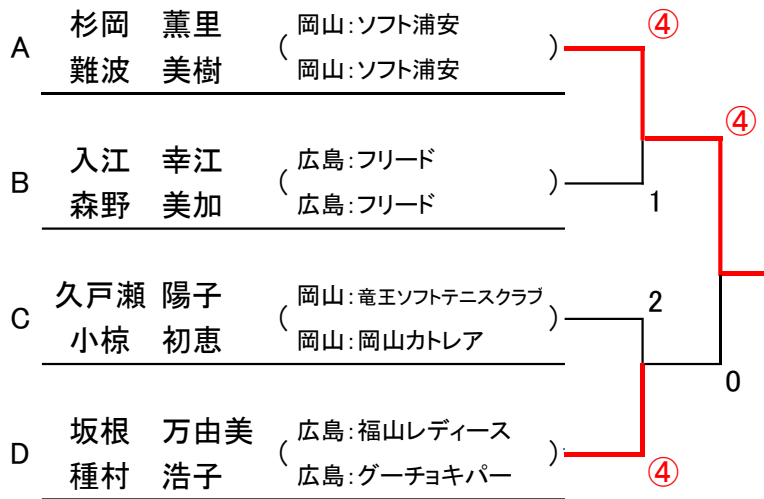 A
杉岡 薫里 ( 岡山:ソフト浦安 )
難波 美樹 岡山:ソフト浦安
④
④
B
入江 幸江 ( 広島:フリード )
森野 美加 広島:フリード
1
C
久戸瀬 陽子 ( 岡山:竜王ソフトテニスクラブ )
小椋 初恵 岡山:岡山カトレア
2
0
D
坂根 万由美 ( 広島:福山レディース )
種村 浩子 広島:グーチョキパー
④